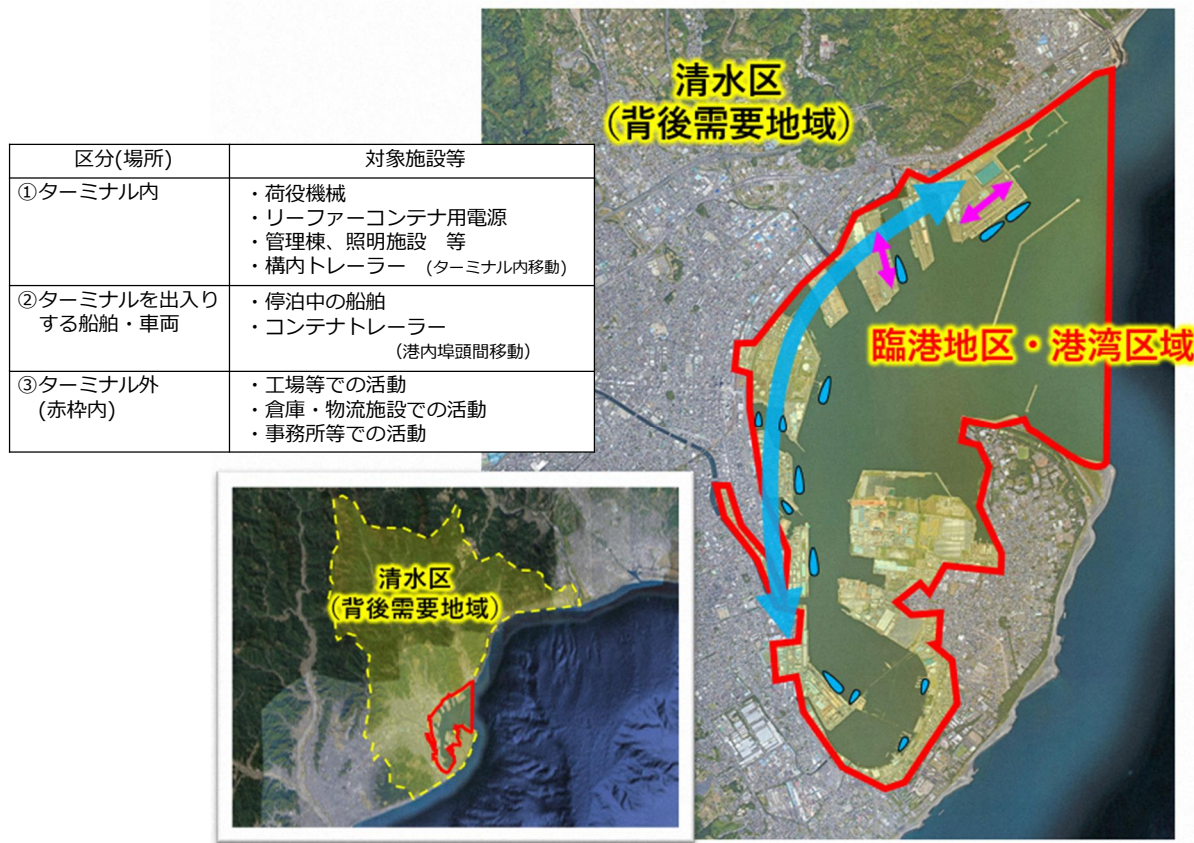 清水区
(背後需要地域)
区分(場所)
対象施設等
①ターミナル内
・荷役機械
・リーファーコンテナ用電源
・管理棟、照明施設　等
・構内トレーラー　(ターミナル内移動)
②ターミナルを出入り
する船舶・車両
・停泊中の船舶
・コンテナトレーラー
(港内埠頭間移動)
③ターミナル外
(赤枠内)
・工場等での活動
・倉庫・物流施設での活動
・事務所等での活動
臨港地区・港湾区域
清水区
(背後需要地域)